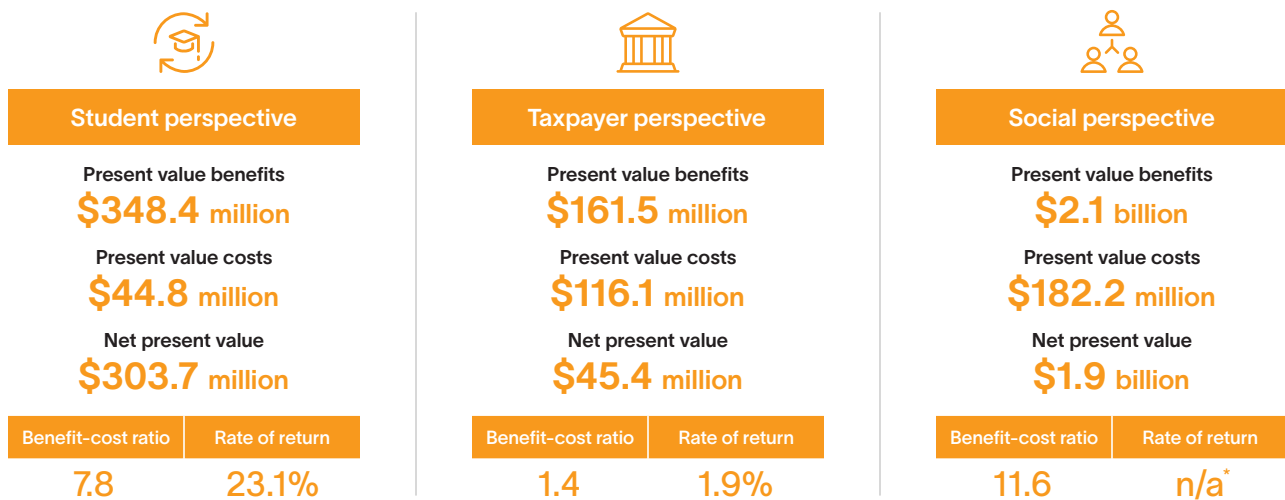 Student perspective
Present value benefits
$348.4 million
Present value costs
$44.8 million
Net present value
$303.7 million
Benefit-cost ratio
Rate of return
7.8
23.1%
Taxpayer perspective
Present value benefits
$161.5 million
Present value costs
$116.1 million
Net present value
$45.4 million
Benefit-cost ratio
Rate of return
1.4
1.9%
Social perspective
Present value benefits
$2.1 billion
Present value costs
$182.2 million
Net present value
$1.9 billion
Benefit-cost ratio
Rate of return
11.6
n/a*